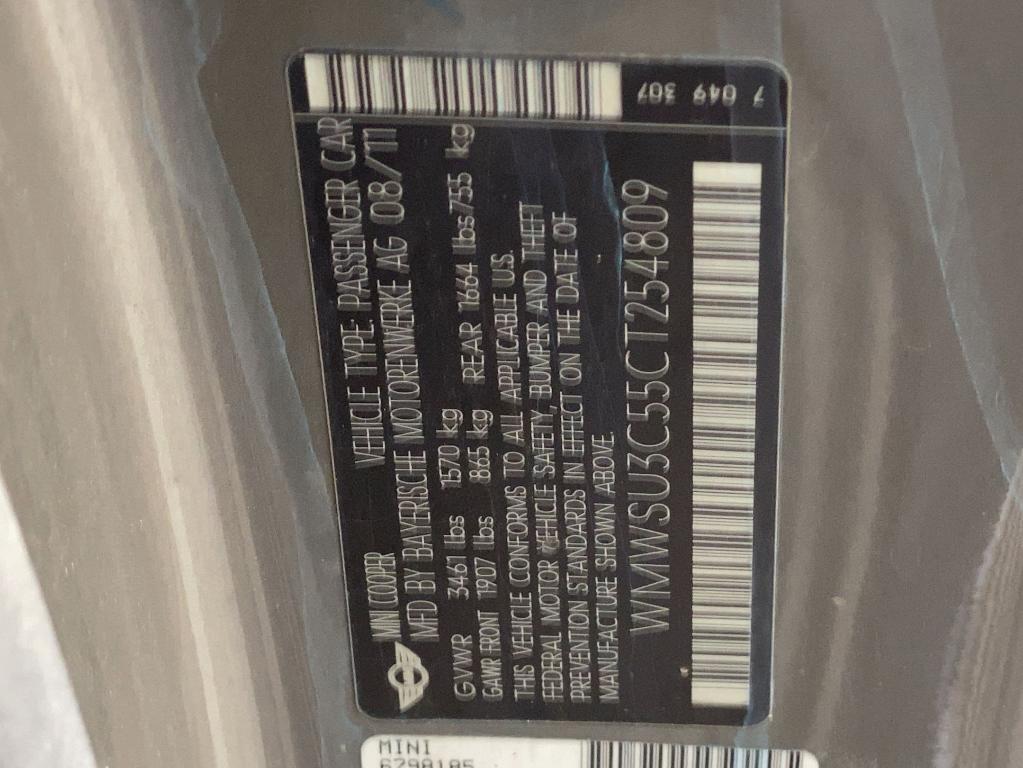 MINI COOPER VEHICLE TYPE: PASSENGER CAR
MFD BY BAYERISCHE MOTORENWERKE AG 08/11
GVWR 3461 lbs 1570 kg
GAWR FRONT 1907 lbs 865 kg REAR 1664 lbs/755 kg
THIS VEHICLE CONFORMS TO ALL APPLICABLE U.S.
FEDERAL MOTOR VEHICLE SAFETY, BUMPER AND THEFT
PREVENTION STANDARDS IN EFFECT ON THE DATE OF
MANUFACTURE SHOWN ABOVE.
WMWSU3C55CT254809
7 049 307
MINI
6790105